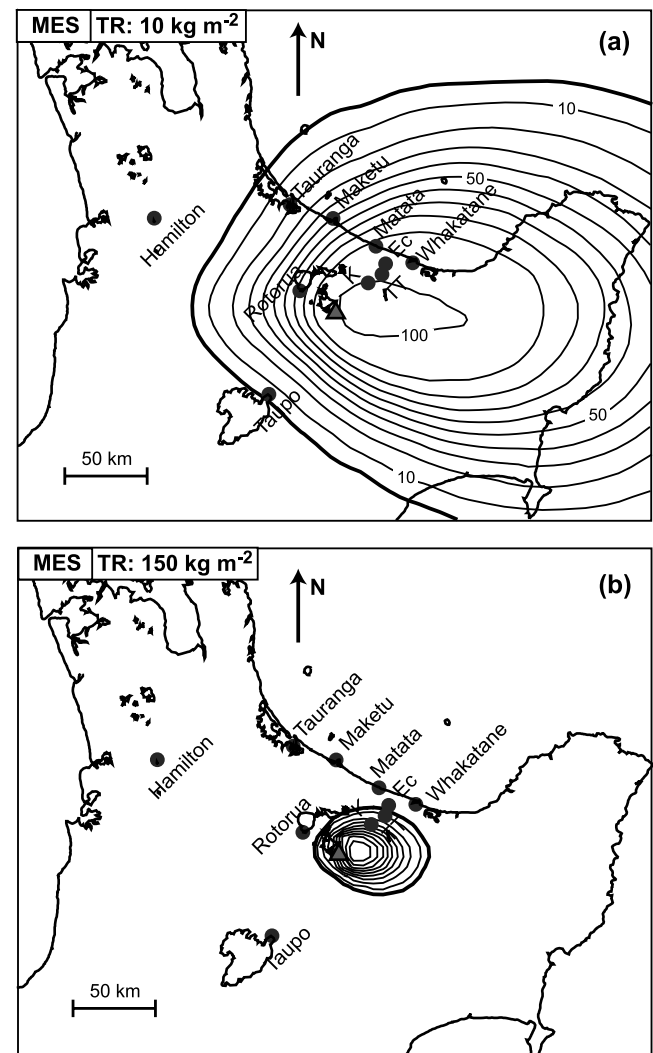 MES TR: 10 kg m-2
(a)
N
10
50
Tauranga
Maketu
Matata
Ec
Whakatane
Hamilton
Rotorua
K
TT
100
Taupo
50
50 km
10
MES TR: 150 kg m-2
(b)
N
Tauranga
Maketu
Matata
Ec
Whakatane
Hamilton
Rotorua
K
Taupo
50 km